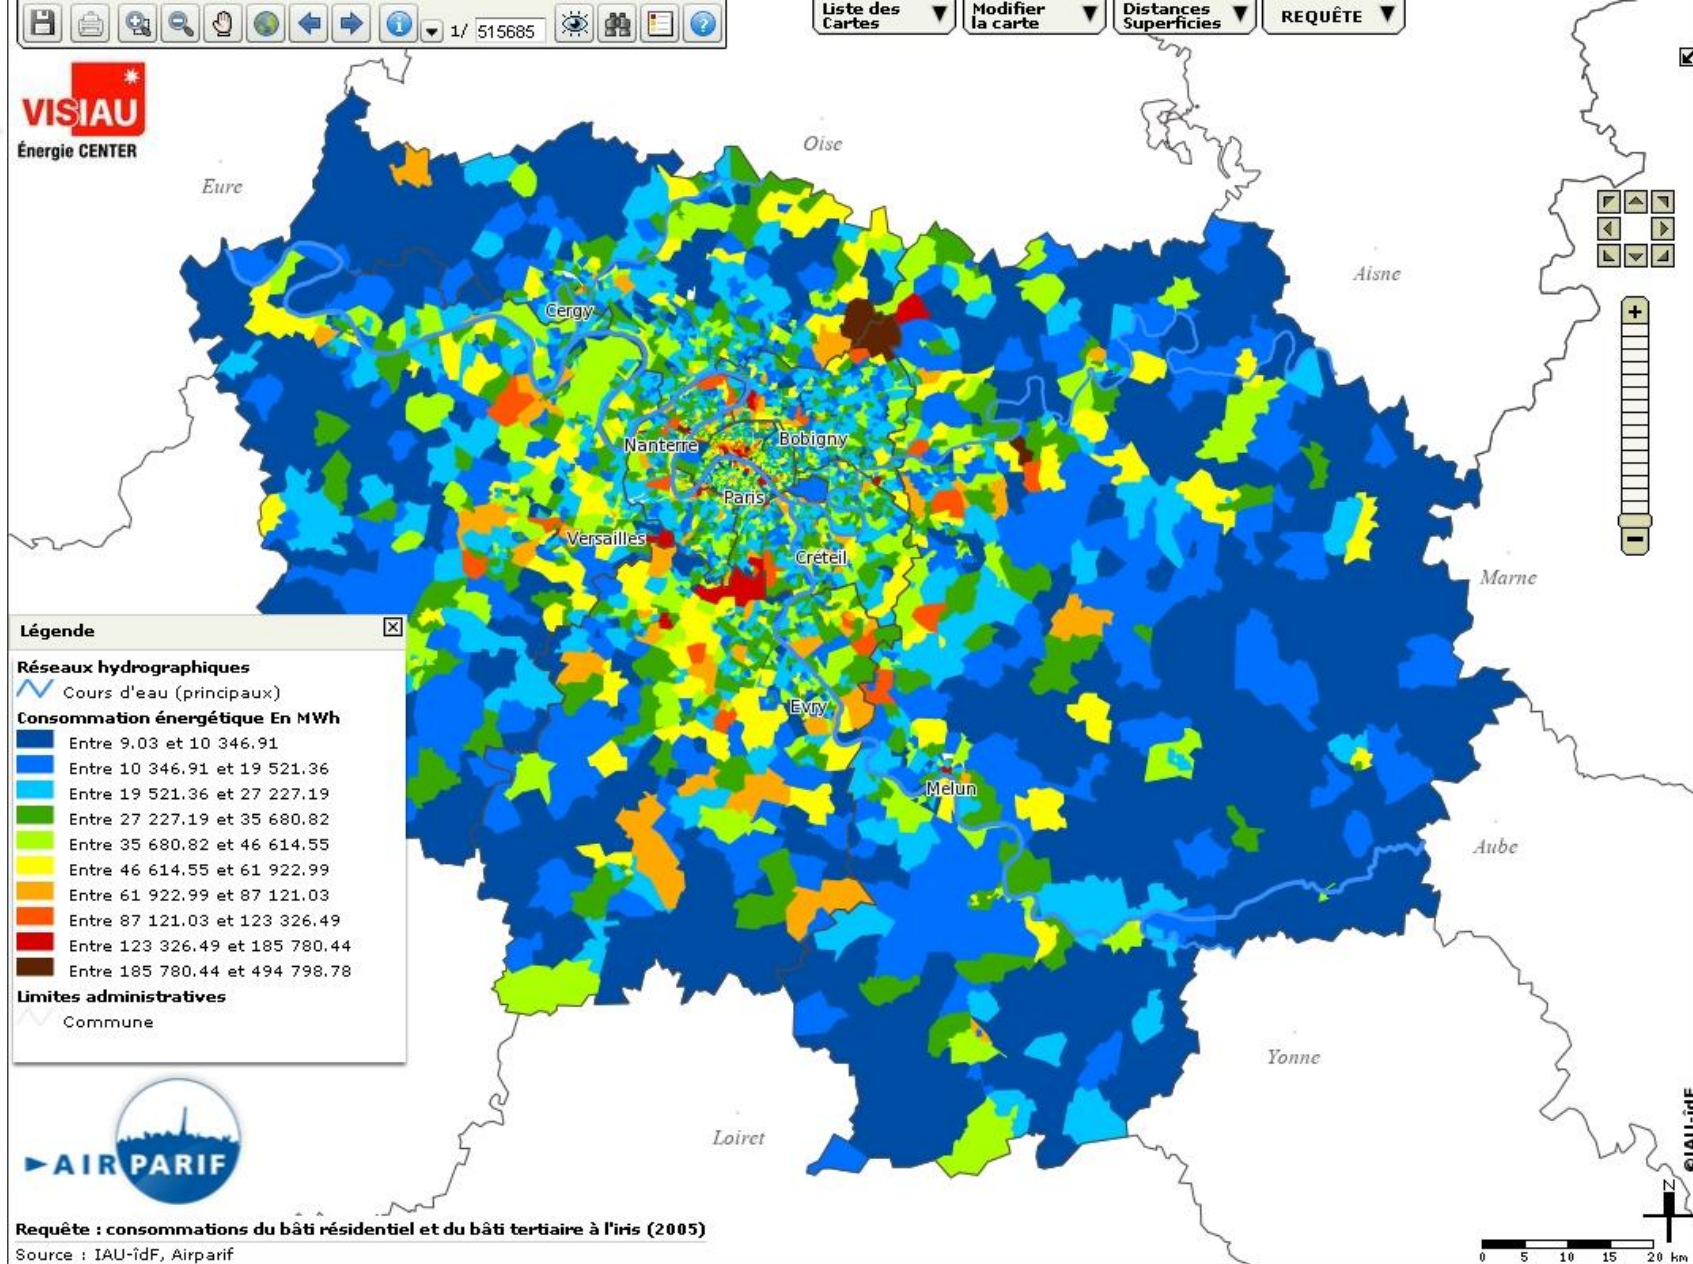 1/ 515685
Liste des
Cartes
Modifier
la carte
Distances
Superficies
REQUÊTE
VISIAU
Énergie CENTER
Oise
Eure
Aisne
Cergy
Nanterre
Bobigny
Paris
Versailles
Créteil
Marne
Evry
Melun
Aube
Yonne
Loiret
Légende
Réseaux hydrographiques
Cours d'eau (principaux)
Consommation énergétique En MWh
Entre 9.03 et 10 346.91
Entre 10 346.91 et 19 521.36
Entre 19 521.36 et 27 227.19
Entre 27 227.19 et 35 680.82
Entre 35 680.82 et 46 614.55
Entre 46 614.55 et 61 922.99
Entre 61 922.99 et 87 121.03
Entre 87 121.03 et 123 326.49
Entre 123 326.49 et 185 780.44
Entre 185 780.44 et 494 798.78
Limites administratives
Commune
AIRPARIF
©IAU-îdF
N
0 5 10 15 20 km
Requête : consommations du bâti résidentiel et du bâti tertiaire à l'iris (2005)
Source : IAU-îdF, Airparif